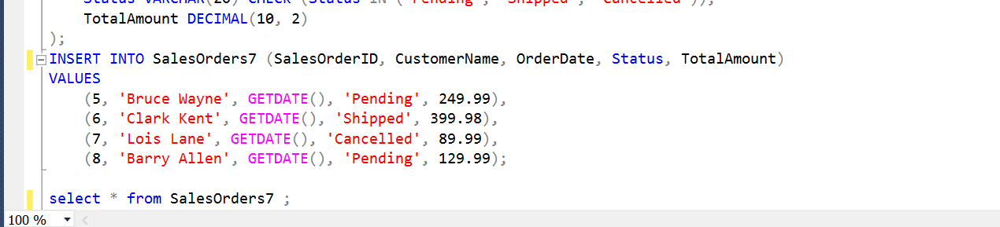 Status VARCHAR(20) CHECK (Status IN ('Pending', 'Shipped', 'Cancelled')),
TotalAmount DECIMAL(10, 2)
);
INSERT INTO SalesOrders7 (SalesOrderID, CustomerName, OrderDate, Status, TotalAmount)
VALUES
(5, 'Bruce Wayne', GETDATE(), 'Pending', 249.99),
(6, 'Clark Kent', GETDATE(), 'Shipped', 399.98),
(7, 'Lois Lane', GETDATE(), 'Cancelled', 89.99),
(8, 'Barry Allen', GETDATE(), 'Pending', 129.99);
select * from SalesOrders7 ;
100 %